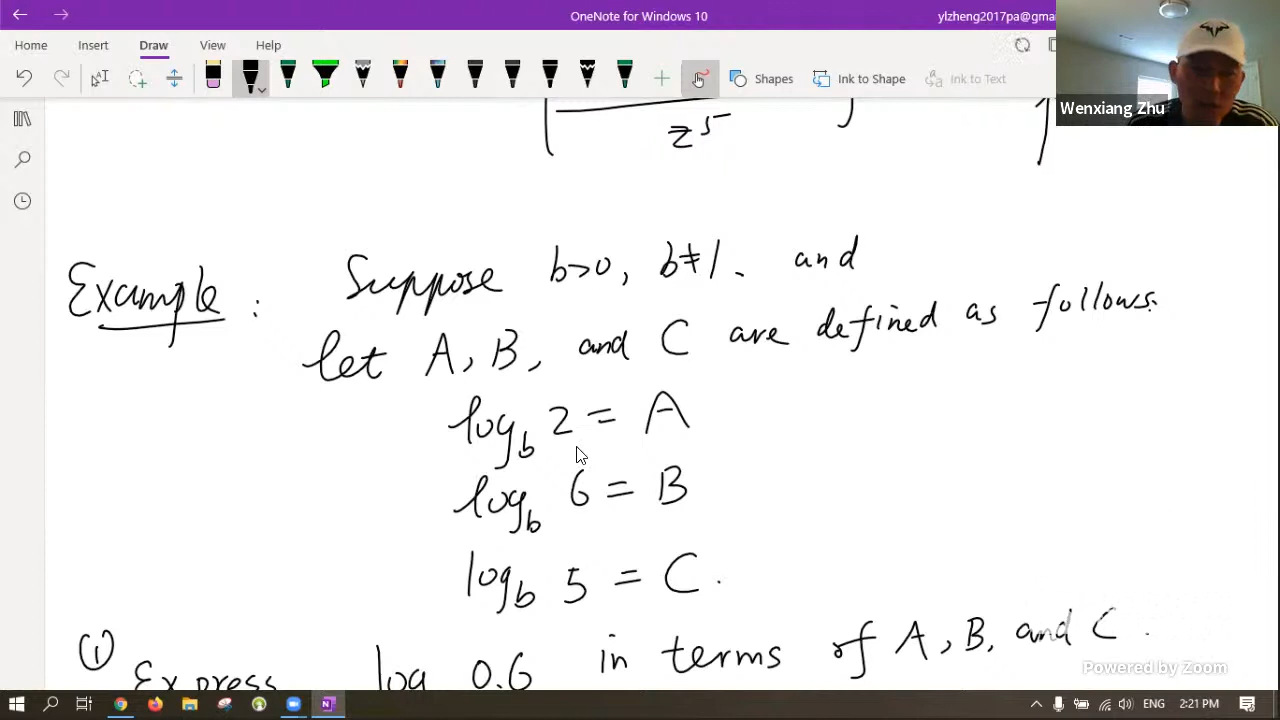 OneNote for Windows 10
ylzheng2017pa@gma
Home Insert Draw View Help
Shapes Ink to Shape Ink to Text
Wenxiang Zhu
z⁵
Example: Suppose b>0, b≠1. and
let A, B, and C are defined as follows.
log_b 2 = A
log_b 6 = B
log_b 5 = C.
① Express log 0.6 in terms of A, B, and C.
Powered by Zoom
ENG 2:21 PM